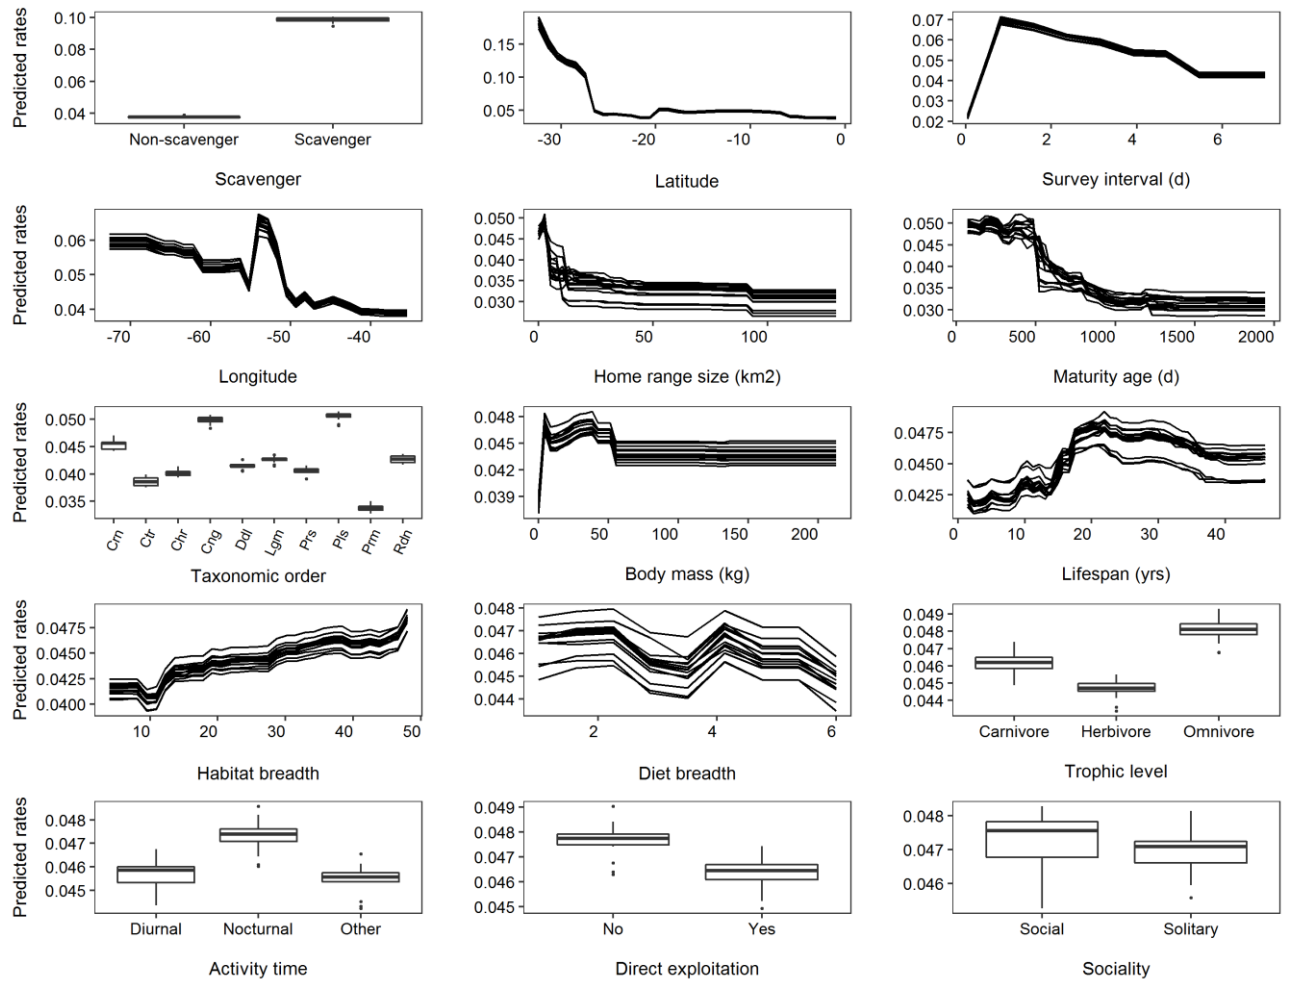 Predicted rates
0.10
0.08
0.06
0.04
Non-scavenger Scavenger
Scavenger
0.15
0.10
0.05
-30 -20 -10 0
Latitude
0.07
0.06
0.05
0.04
0.03
0.02
0 2 4 6
Survey interval (d)
Predicted rates
0.06
0.05
0.04
-70 -60 -50 -40
Longitude
0.050
0.045
0.040
0.035
0.030
0 50 100
Home range size (km2)
0.050
0.045
0.040
0.035
0.030
0 500 1000 1500 2000
Maturity age (d)
Predicted rates
0.050
0.045
0.040
0.035
Crn Ctr Chr Cng Ddl Lgm Prs Pls Prm Rdn
Taxonomic order
0.048
0.045
0.042
0.039
0 50 100 150 200
Body mass (kg)
0.0475
0.0450
0.0425
0 10 20 30 40
Lifespan (yrs)
Predicted rates
0.0475
0.0450
0.0425
0.0400
10 20 30 40 50
Habitat breadth
0.048
0.047
0.046
0.045
0.044
2 4 6
Diet breadth
0.049
0.048
0.047
0.046
0.045
0.044
Carnivore Herbivore Omnivore
Trophic level
Predicted rates
0.048
0.047
0.046
0.045
Diurnal Nocturnal Other
Activity time
0.049
0.048
0.047
0.046
0.045
No Yes
Direct exploitation
0.048
0.047
0.046
Social Solitary
Sociality